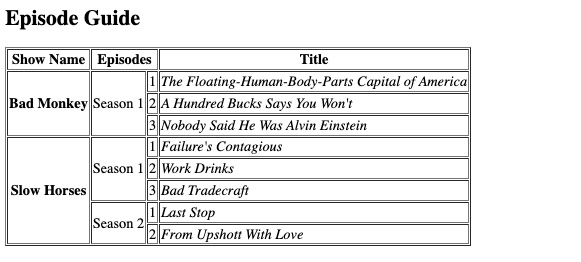 Episode Guide
Show Name Episodes Title
Bad Monkey Season 1 1 The Floating-Human-Body-Parts Capital of America
2 A Hundred Bucks Says You Won't
3 Nobody Said He Was Alvin Einstein
Slow Horses Season 1 1 Failure's Contagious
2 Work Drinks
3 Bad Tradecraft
Season 2 1 Last Stop
2 From Upshott With Love